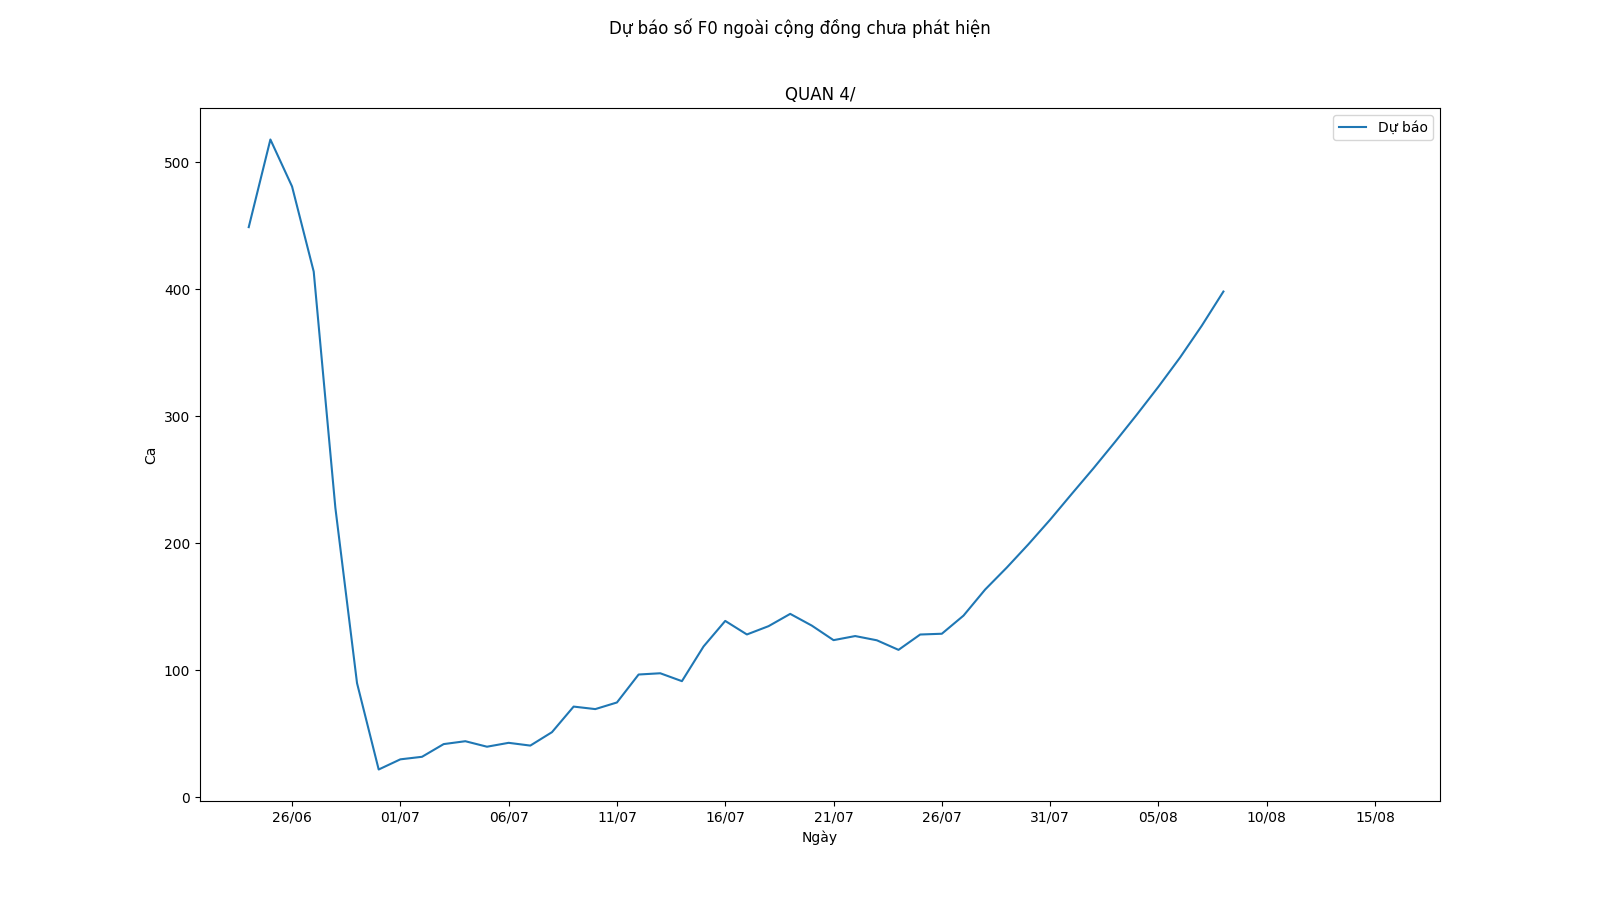 Dự báo số F0 ngoài cộng đồng chưa phát hiện
QUAN 4/
Dự báo
500
400
300
200
100
0
Ca
26/06 01/07 06/07 11/07 16/07 21/07 26/07 31/07 05/08 10/08 15/08
Ngày